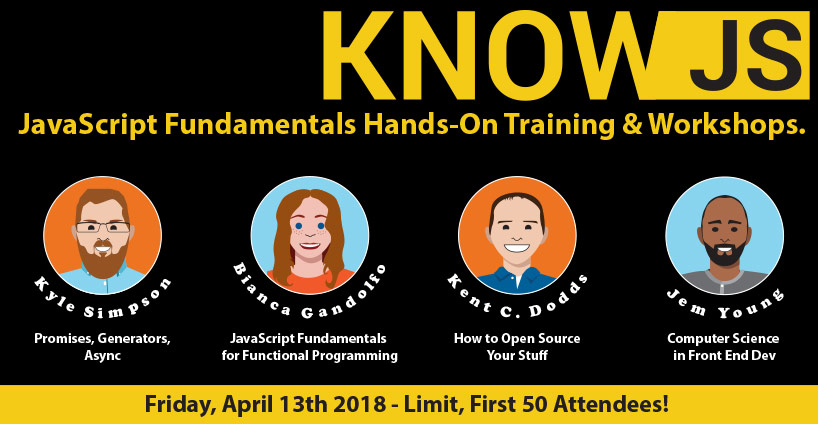 KNOW JS
JavaScript Fundamentals Hands-On Training & Workshops.
Kyle Simpson
Promises, Generators,
Async
Bianca Gandolfo
JavaScript Fundamentals
for Functional Programming
Kent C. Dodds
How to Open Source
Your Stuff
Jem Young
Computer Science
in Front End Dev
Friday, April 13th 2018 - Limit, First 50 Attendees!